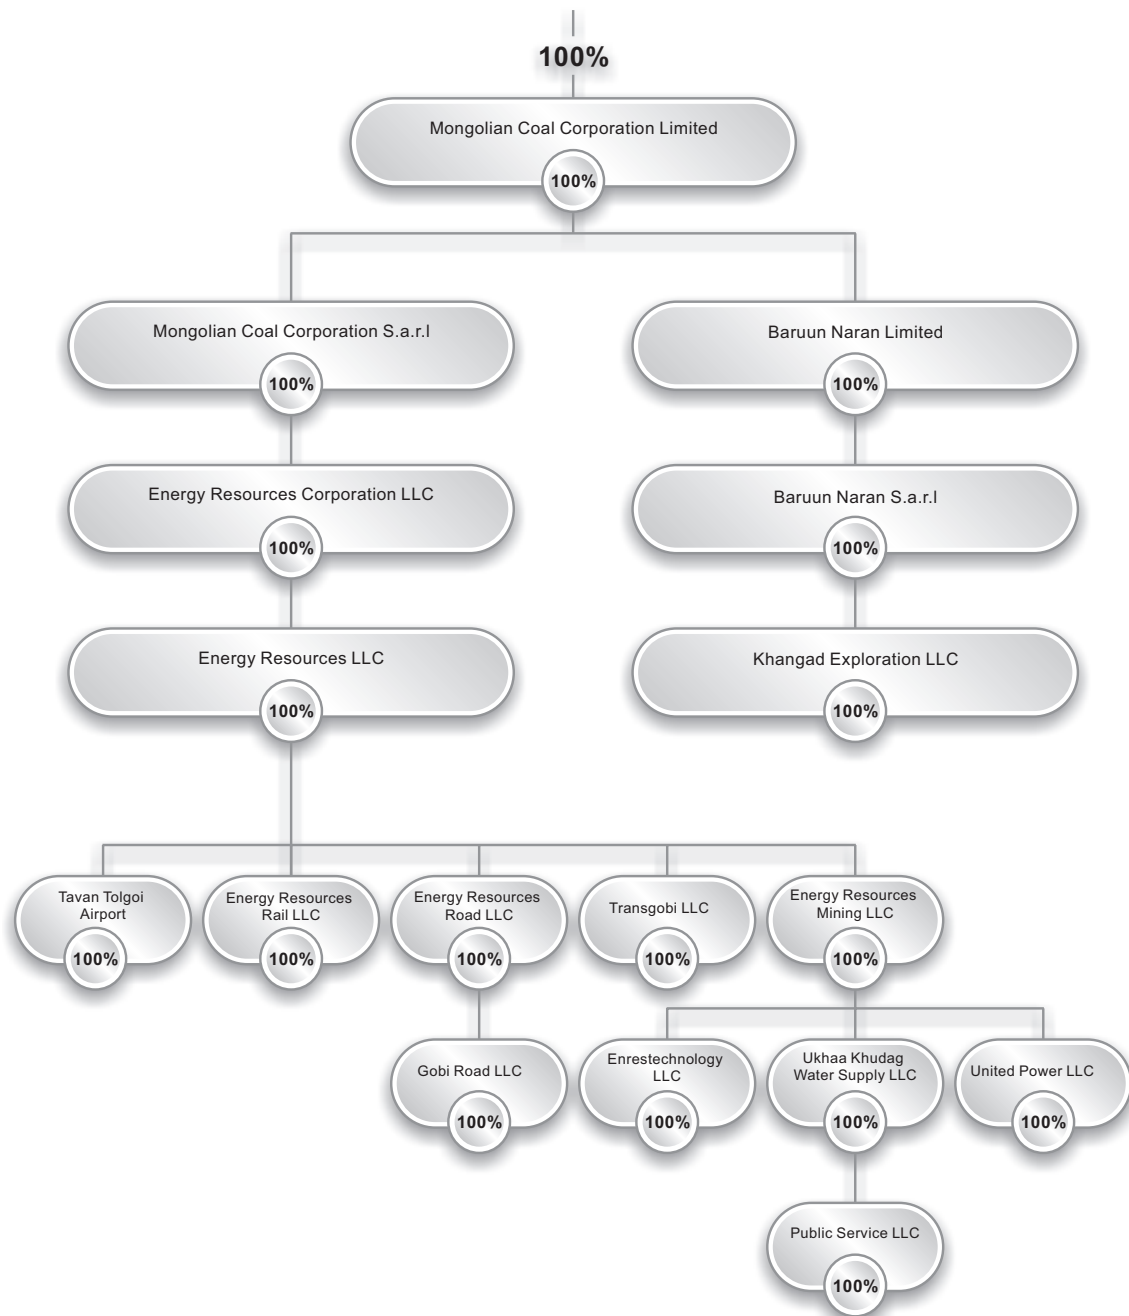 100%
Mongolian Coal Corporation Limited
100%
Mongolian Coal Corporation S.a.r.l
100%
Baruun Naran Limited
100%
Energy Resources Corporation LLC
100%
Baruun Naran S.a.r.l
100%
Energy Resources LLC
100%
Khangad Exploration LLC
100%
Tavan Tolgoi
Airport
100%
Energy Resources
Rail LLC
100%
Energy Resources
Road LLC
100%
Transgobi LLC
100%
Energy Resources
Mining LLC
100%
Gobi Road LLC
100%
Enrestechnology
LLC
100%
Ukhaa Khudag
Water Supply LLC
100%
United Power LLC
100%
Public Service LLC
100%